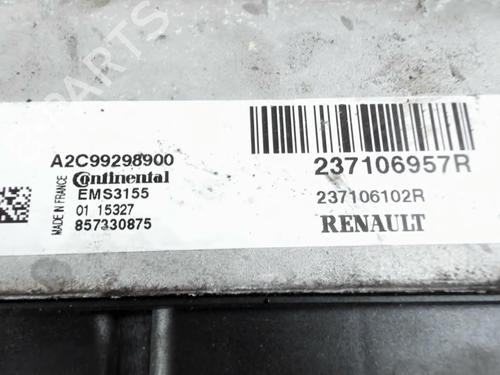 A2C99298900
Continental
EMS3155
01 15327
857330875
MADE IN FRANCE
237106957R
237106102R
RENAULT